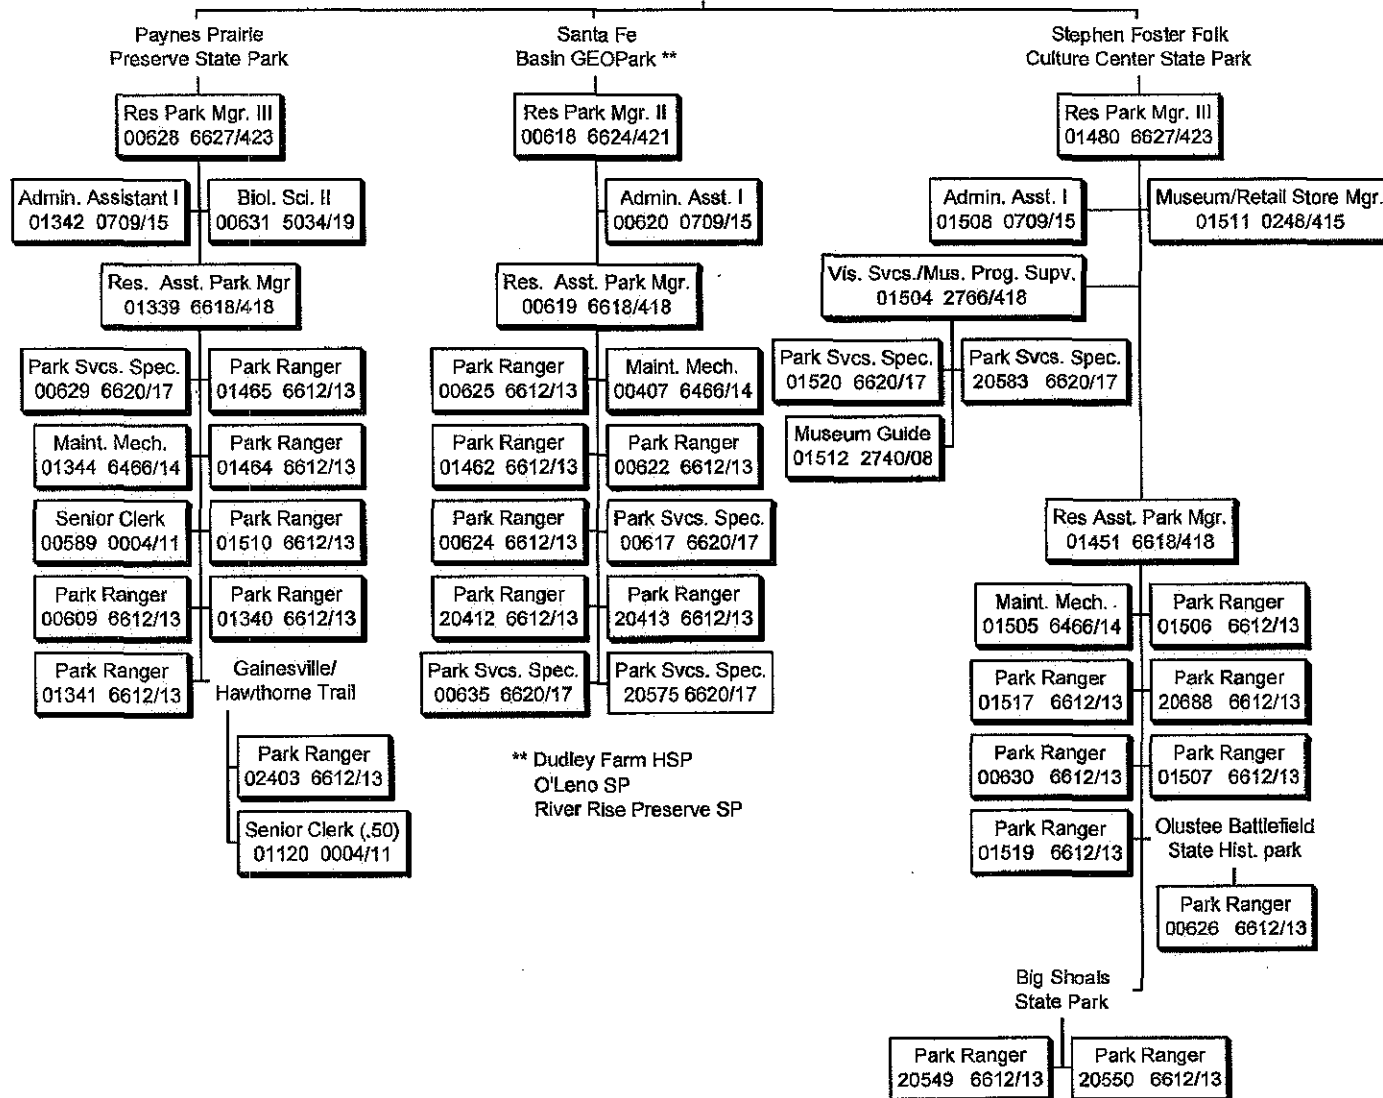 Paynes Prairie
Preserve State Park
Res Park Mgr. III
00628 6627/423
Admin. Assistant I
01342 0709/15
Biol. Sci. II
00631 5034/19
Res. Asst. Park Mgr
01339 6618/418
Park Svcs. Spec.
00629 6620/17
Park Ranger
01465 6612/13
Maint. Mech.
01344 6466/14
Park Ranger
01464 6612/13
Senior Clerk
00589 0004/11
Park Ranger
01510 6612/13
Park Ranger
00609 6612/13
Park Ranger
01340 6612/13
Park Ranger
01341 6612/13
Gainesville/
Hawthorne Trail
Park Ranger
02403 6612/13
Senior Clerk (.50)
01120 0004/11
Santa Fe
Basin GEOPark **
Res Park Mgr. II
00618 6624/421
Admin. Asst. I
00620 0709/15
Res. Asst. Park Mgr.
00619 6618/418
Park Ranger
00625 6612/13
Maint. Mech.
00407 6466/14
Park Ranger
01462 6612/13
Park Ranger
00622 6612/13
Park Ranger
00624 6612/13
Park Svcs. Spec.
00617 6620/17
Park Ranger
20412 6612/13
Park Ranger
20413 6612/13
Park Svcs. Spec.
00635 6620/17
Park Svcs. Spec.
20575 6620/17
** Dudley Farm HSP
O'Leno SP
River Rise Preserve SP
Stephen Foster Folk
Culture Center State Park
Res Park Mgr. III
01480 6627/423
Admin. Asst. I
01508 0709/15
Museum/Retail Store Mgr.
01511 0248/415
Vis. Svcs./Mus. Prog. Supv.
01504 2766/418
Park Svcs. Spec.
01520 6620/17
Park Svcs. Spec.
20583 6620/17
Museum Guide
01512 2740/08
Res Asst. Park Mgr.
01451 6618/418
Maint. Mech.
01505 6466/14
Park Ranger
01506 6612/13
Park Ranger
01517 6612/13
Park Ranger
20688 6612/13
Park Ranger
00630 6612/13
Park Ranger
01507 6612/13
Park Ranger
01519 6612/13
Olustee Battlefield
State Hist. park
Park Ranger
00626 6612/13
Big Shoals
State Park
Park Ranger
20549 6612/13
Park Ranger
20550 6612/13